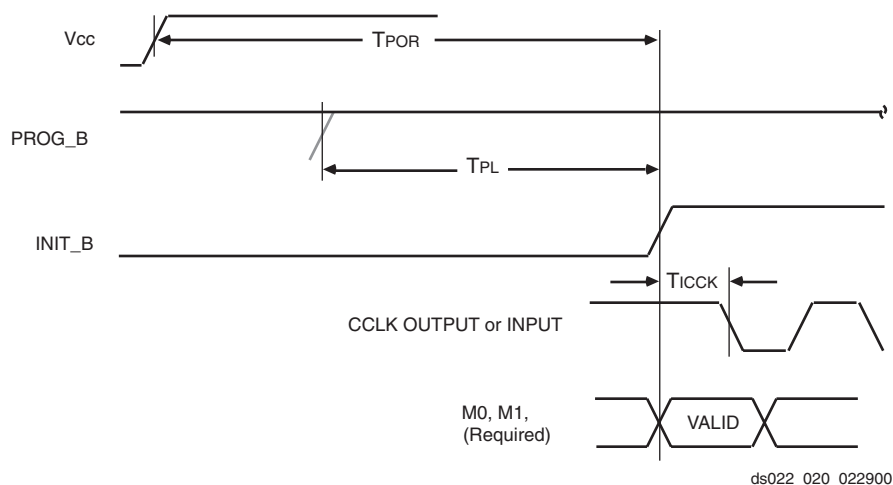 Vcc
TPOR
PROG_B
TPL
INIT_B
TICCK
CCLK OUTPUT or INPUT
M0, M1,
(Required)
VALID
ds022_020_022900